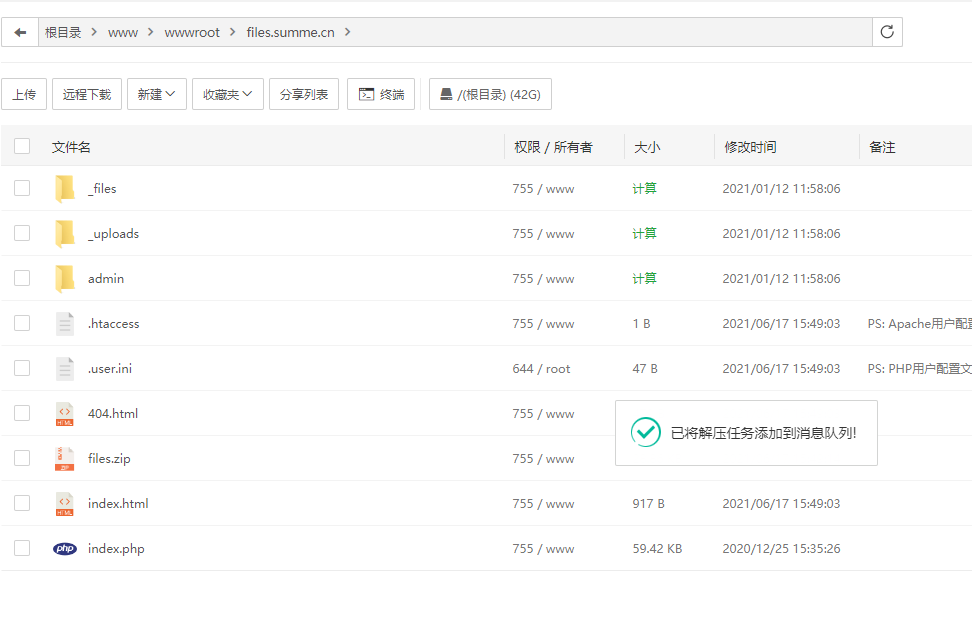 根目录 > www > wwwroot > files.summe.cn >
上传 远程下载 新建 收藏夹 分享列表 终端 /(根目录) (42G)
文件名 权限 / 所有者 大小 修改时间 备注
_files 755 / www 计算 2021/01/12 11:58:06
_uploads 755 / www 计算 2021/01/12 11:58:06
admin 755 / www 计算 2021/01/12 11:58:06
.htaccess 755 / www 1 B 2021/06/17 15:49:03 PS: Apache用户配置
.user.ini 644 / root 47 B 2021/06/17 15:49:03 PS: PHP用户配置文
HTML 404.html 755 / www
已将解压任务添加到消息队列!
ZIP files.zip 755 / www
HTML index.html 755 / www 917 B 2021/06/17 15:49:03
php index.php 755 / www 59.42 KB 2020/12/25 15:35:26